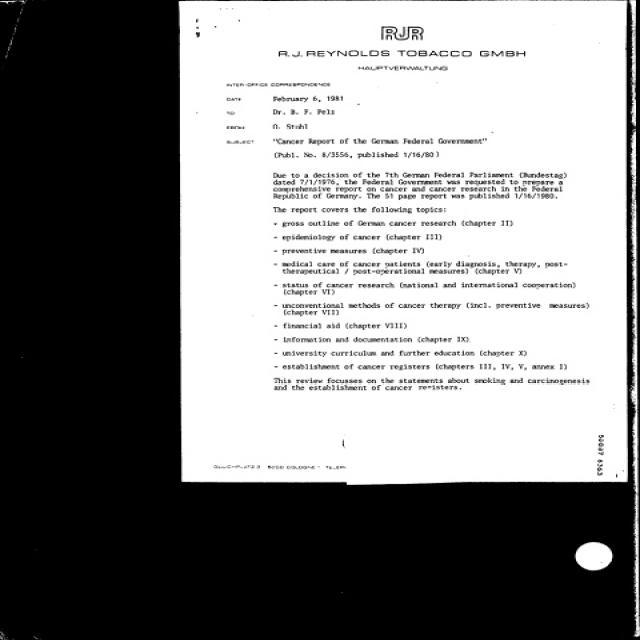 RJR
R.J. REYNOLDS TOBACCO GMBH
HAUPTVERWALTUNG
INTER-OFFICE CORRESPONDENCE
DATE February 6, 1981
TO Dr. B. F. Pelz
FROM O. Stuhl
SUBJECT "Cancer Report of the German Federal Government"
(Publ. No. 8/3556, published 1/16/80)
Due to a decision of the 7th German Federal Parliament (Bundestag)
dated 7/1/1976, the Federal Government was requested to prepare a
comprehensive report on cancer and cancer research in the Federal
Republic of Germany. The 51 page report was published 1/16/1980.
The report covers the following topics:
- gross outline of German cancer research (chapter II)
- epidemiology of cancer (chapter III)
- preventive measures (chapter IV)
- medical care of cancer patients (early diagnosis, therapy, post-
therapeutical / post-operational measures) (chapter V)
- status of cancer research (national and international cooperation)
(chapter VI)
- unconventional methods of cancer therapy (incl. preventive measures)
(chapter VII)
- financial aid (chapter VIII)
- information and documentation (chapter IX)
- university curriculum and further education (chapter X)
- establishment of cancer registers (chapters III, IV, V, annex I)
This review focusses on the statements about smoking and carcinogenesis
and the establishment of cancer registers.
5000 COLOGNE
50007 6363